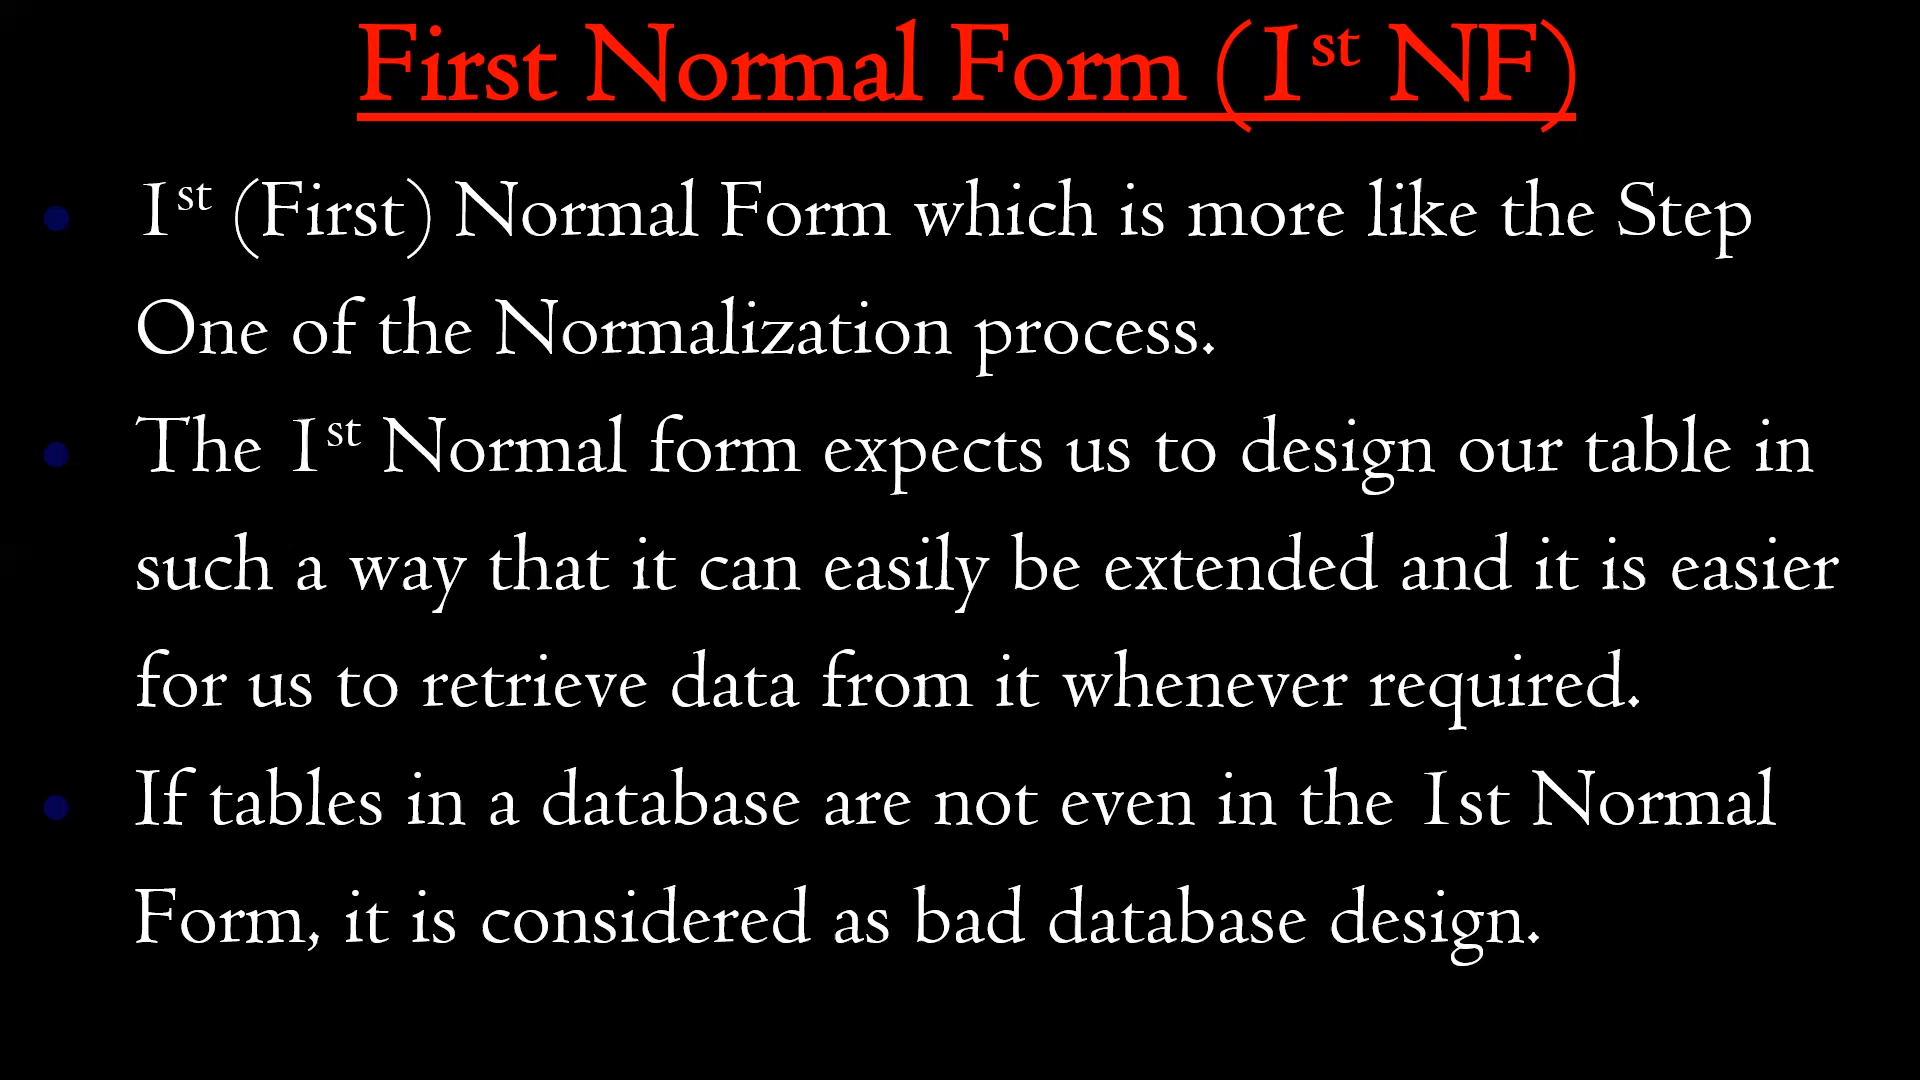 First Normal Form (1st NF)
1st (First) Normal Form which is more like the Step
One of the Normalization process.
The 1st Normal form expects us to design our table in
such a way that it can easily be extended and it is easier
for us to retrieve data from it whenever required.
If tables in a database are not even in the 1st Normal
Form, it is considered as bad database design.